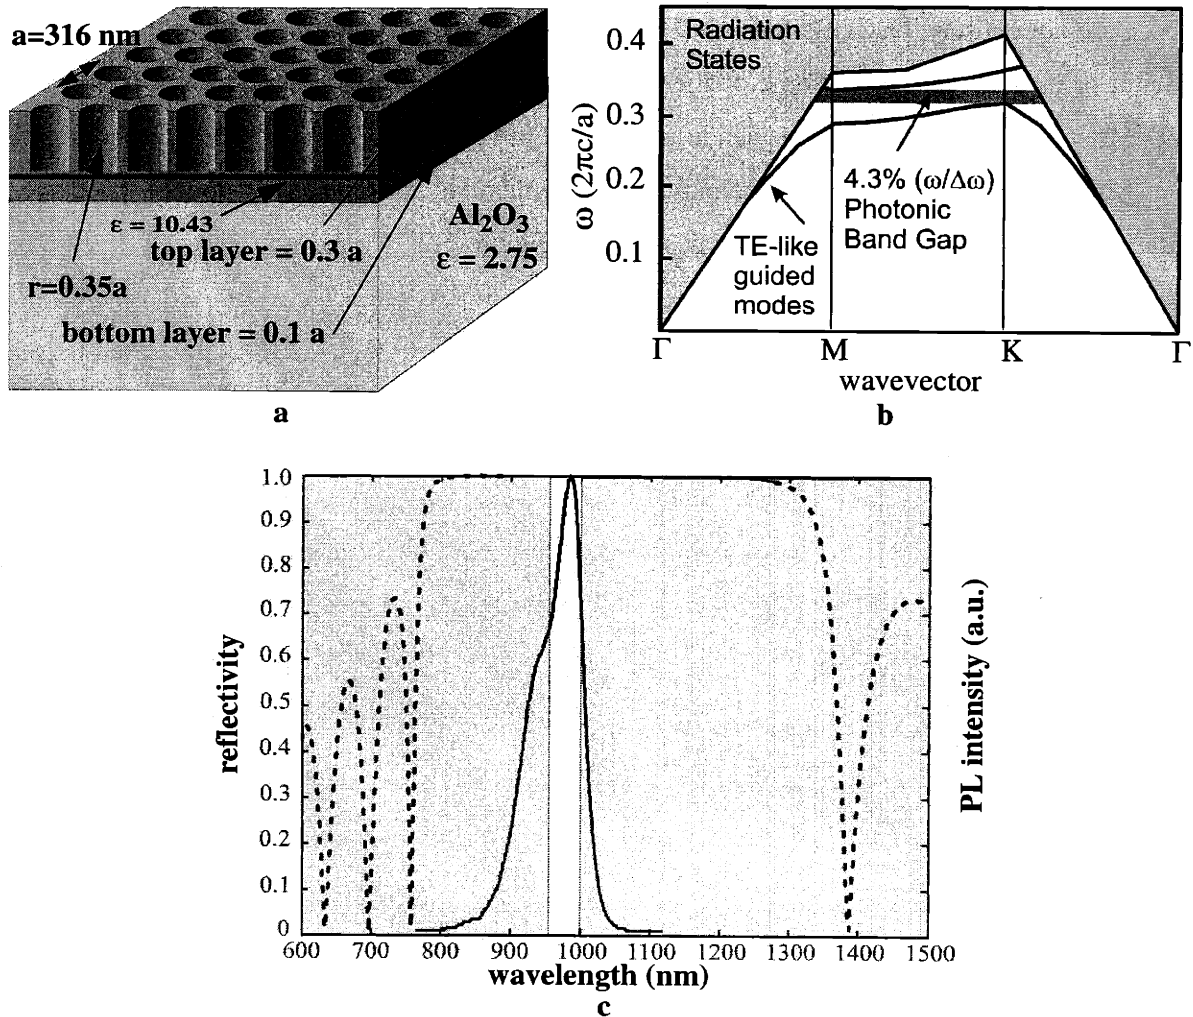 a=316 nm
ε = 10.43
top layer = 0.3 a
Al₂O₃
ε = 2.75
r=0.35a
bottom layer = 0.1 a
a
Radiation
States
0.4
0.3
0.2
0.1
ω (2πc/a)
4.3% (ω/Δω)
Photonic
Band Gap
TE-like
guided
modes
Γ M K Γ
wavevector
b
1.0
0.9
0.8
0.7
0.6
0.5
0.4
0.3
0.2
0.1
0
reflectivity
PL intensity (a.u.)
600 700 800 900 1000 1100 1200 1300 1400 1500
wavelength (nm)
c